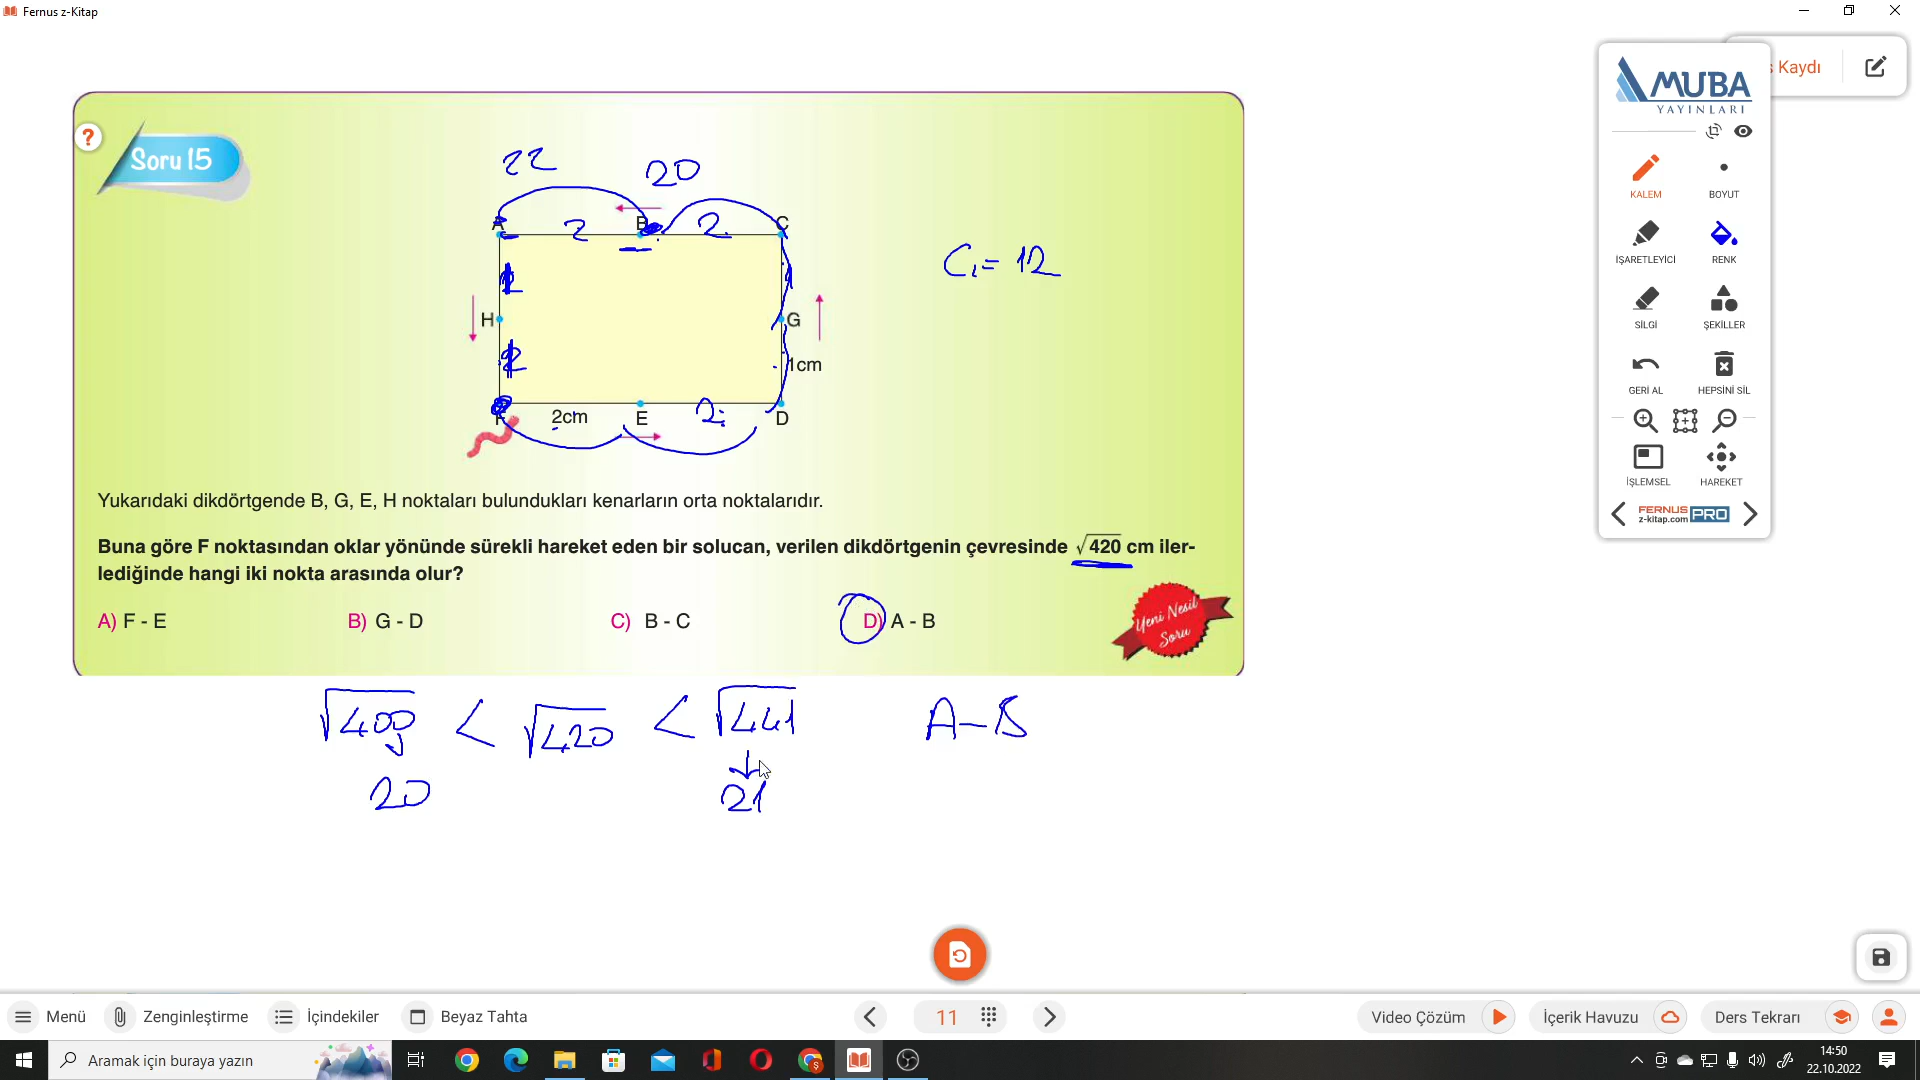 Fernus z-Kitap
s Kaydı
MUBA
YAYINLARI
KALEM
BOYUT
İŞARETLEYİCİ
RENK
SİLGİ
ŞEKİLLER
GERİ AL
HEPSİNİ SİL
İŞLEMSEL
HAREKET
FERNUS
z-kitap.com PRO
?
Soru 15
22
20
A
B
C
2
2
C, = 12
H
G
1cm
F
2cm
E
2
D
Yukarıdaki dikdörtgende B, G, E, H noktaları bulundukları kenarların orta noktalarıdır.
Buna göre F noktasından oklar yönünde sürekli hareket eden bir solucan, verilen dikdörtgenin çevresinde √420 cm iler-
lediğinde hangi iki nokta arasında olur?
A) F - E
B) G - D
C) B - C
D) A - B
Yeni Nesil
Soru
√400 < √420 < √441
A-B
20
21
Menü
Zenginleştirme
İçindekiler
Beyaz Tahta
11
Video Çözüm
İçerik Havuzu
Ders Tekrarı
Aramak için buraya yazın
14:50
22.10.2022